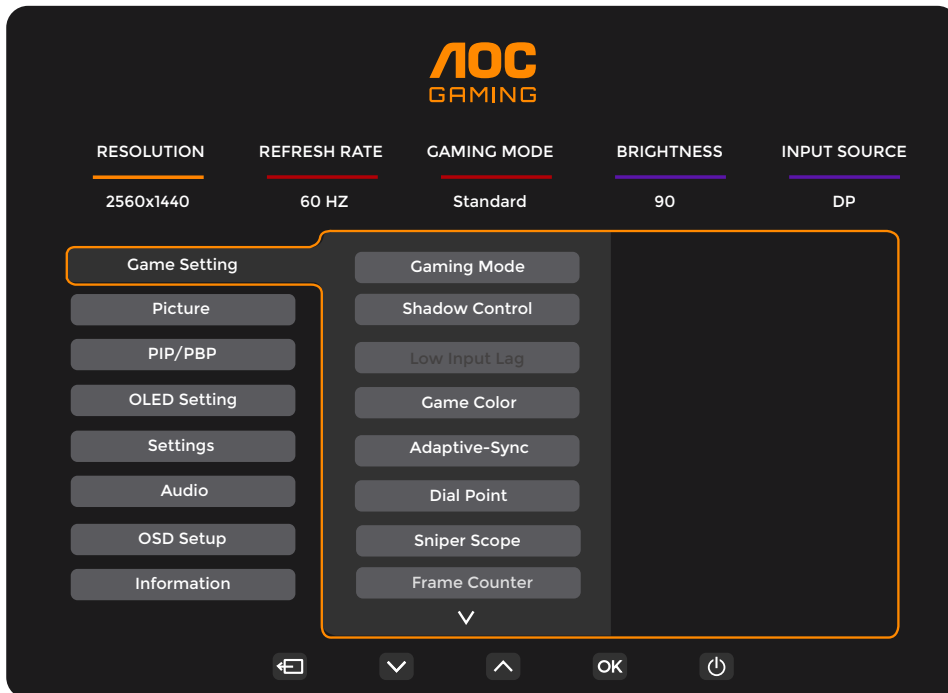 AOC
GAMING
RESOLUTION REFRESH RATE GAMING MODE BRIGHTNESS INPUT SOURCE
2560x1440 60 HZ Standard 90 DP
Game Setting
Picture
PIP/PBP
OLED Setting
Settings
Audio
OSD Setup
Information
Gaming Mode
Shadow Control
Low Input Lag
Game Color
Adaptive-Sync
Dial Point
Sniper Scope
Frame Counter
OK